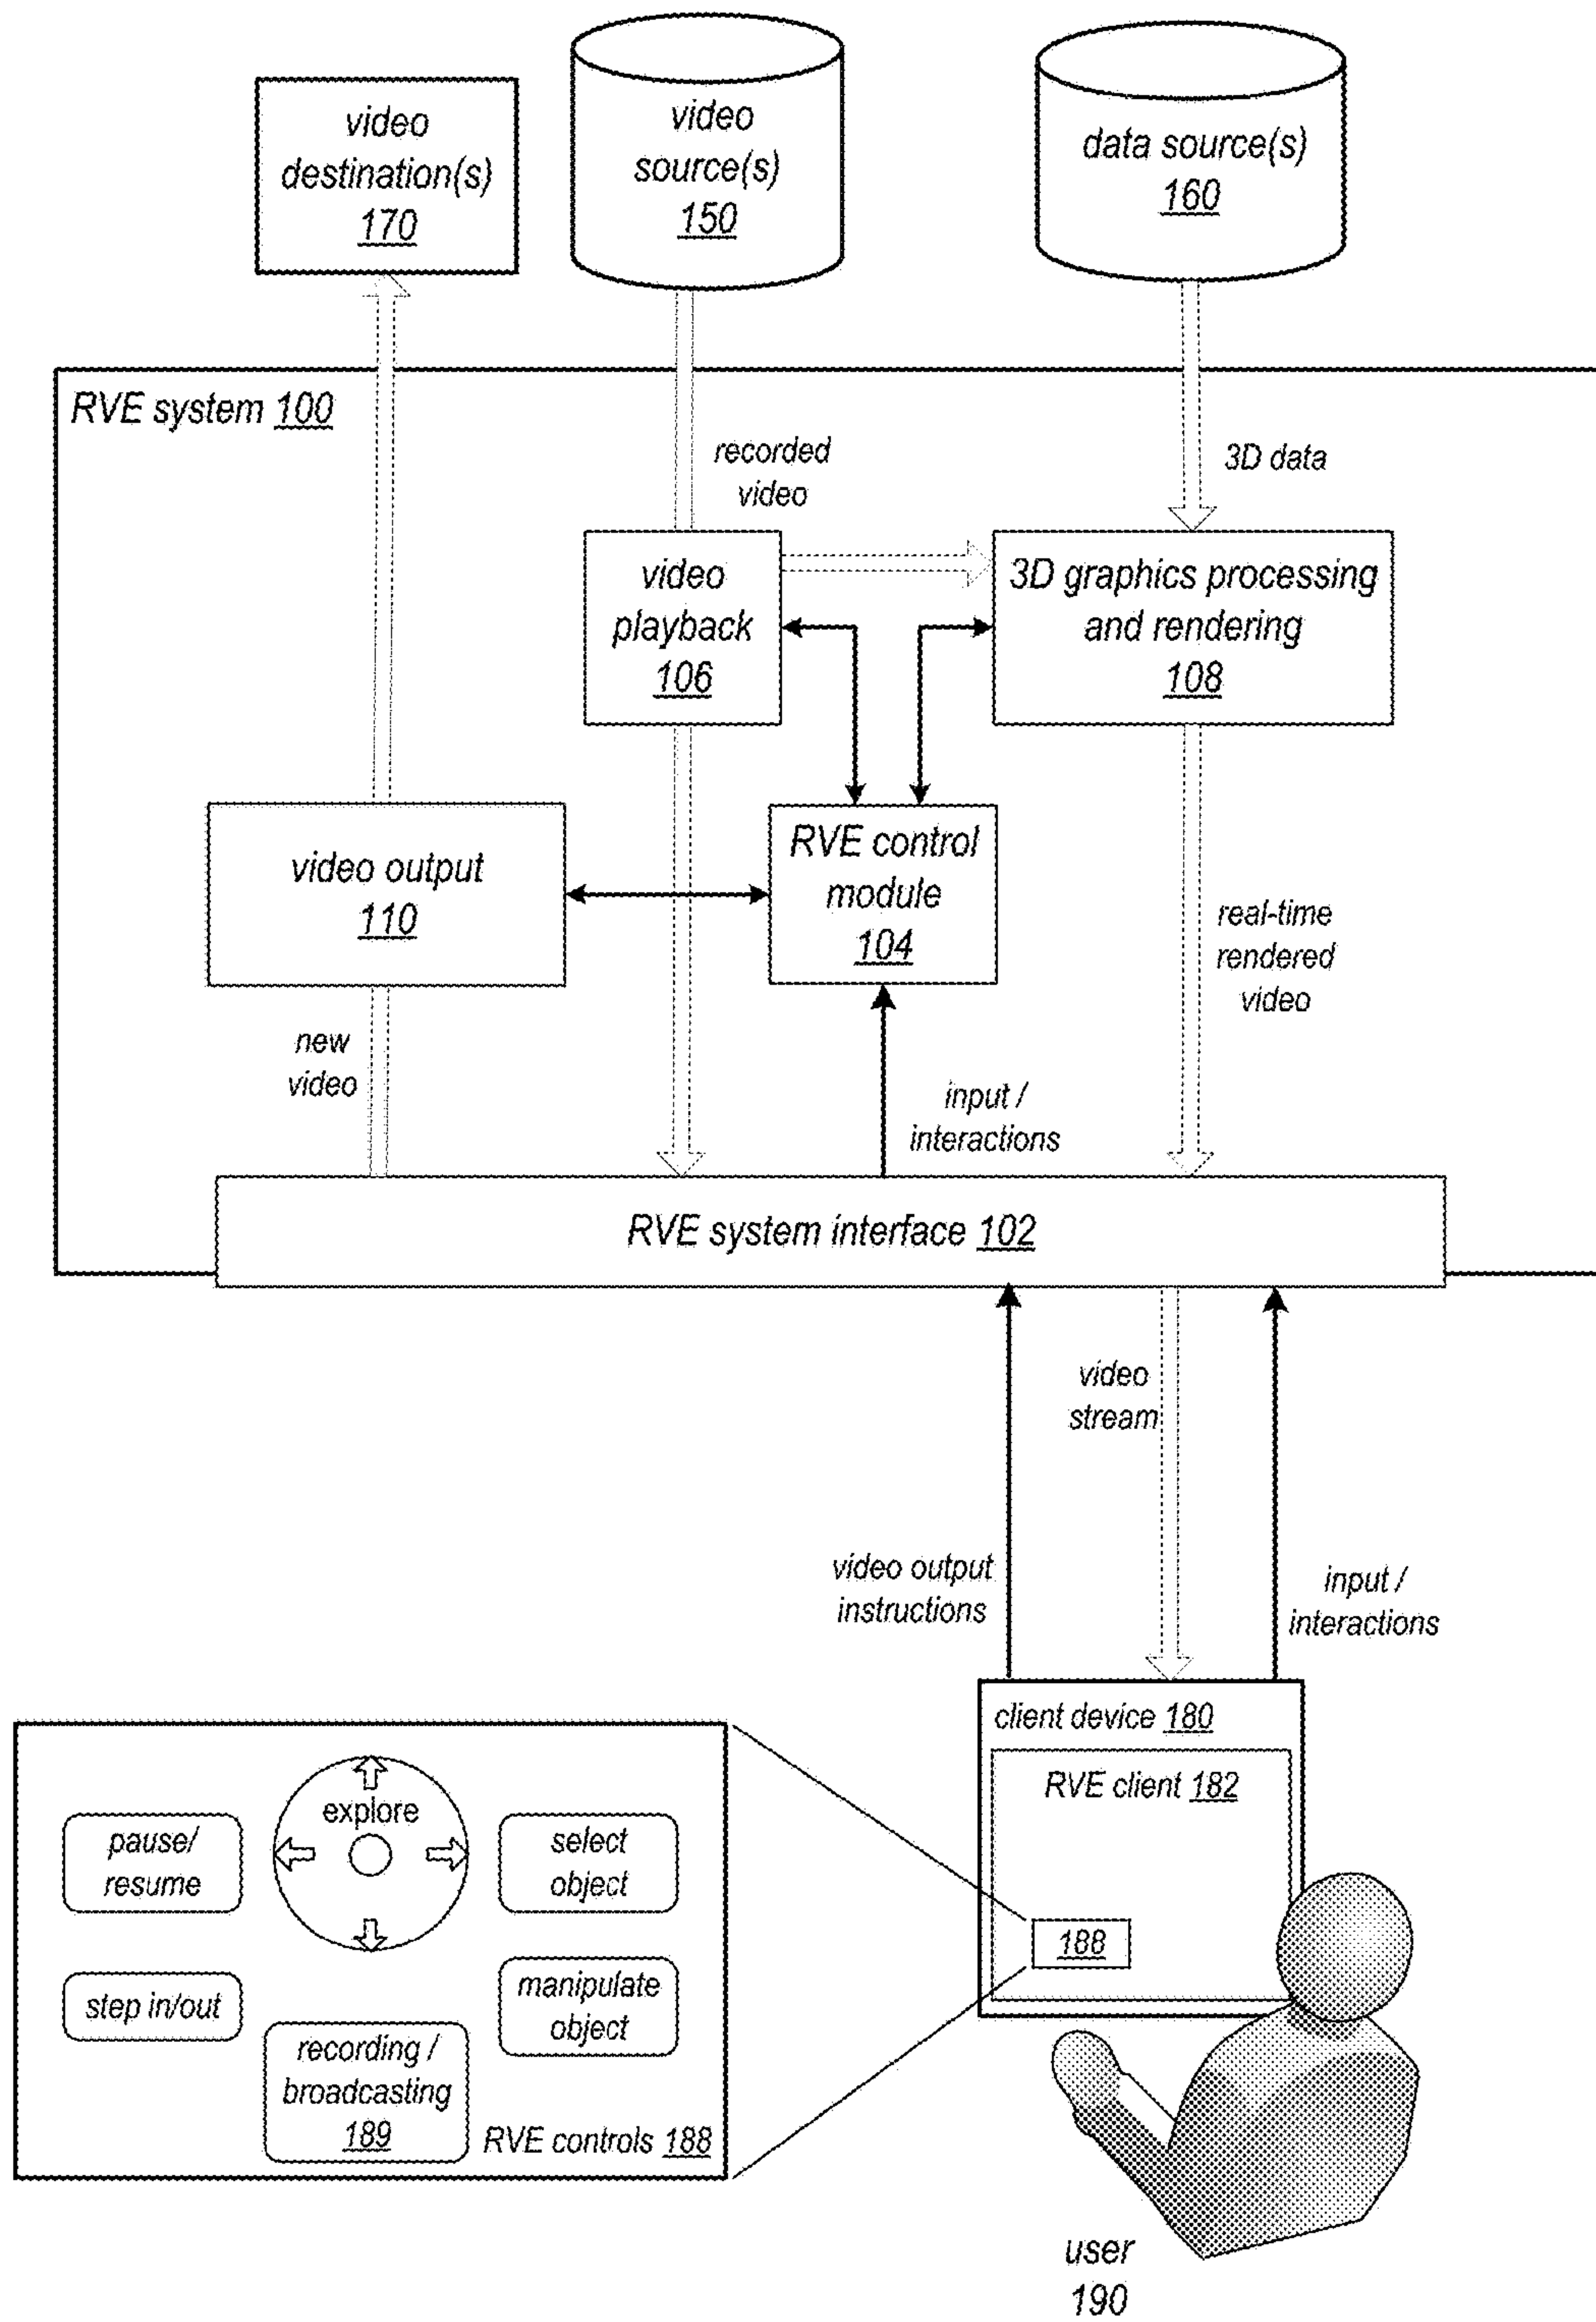 video
destination(s)
170
video
source(s)
150
data source(s)
160
RVE system 100
recorded
video
3D data
video
playback
106
3D graphics processing
and rendering
108
video output
110
RVE control
module
104
real-time
rendered
video
new
video
input /
interactions
RVE system interface 102
video
stream
video output
instructions
input /
interactions
client device 180
RVE client 182
188
explore
pause/
resume
select
object
step in/out
manipulate
object
recording /
broadcasting
189
RVE controls 188
user
190